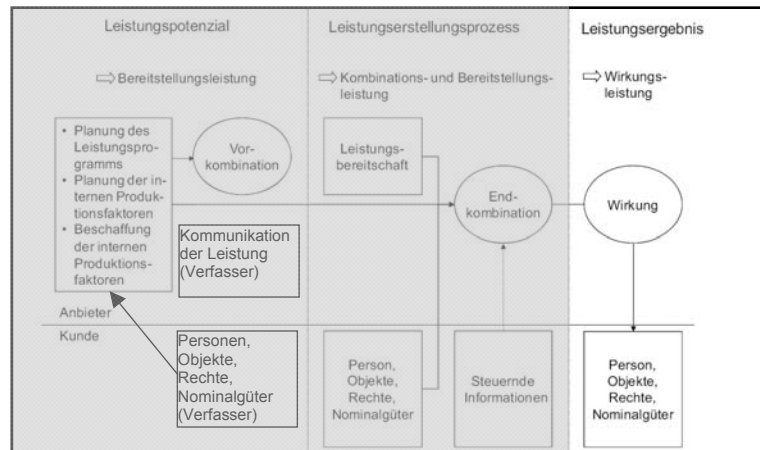 Leistungspotenzial
Leistungserstellungsprozess
Leistungsergebnis
Bereitstellungsleistung
Kombinations- und Bereitstellungs-
leistung
Wirkungs-
leistung
• Planung des
Leistungspro-
gramms
• Planung der in-
ternen Produk-
tionsfaktoren
• Beschaffung
der internen
Produktions-
faktoren
Vor-
kombination
Leistungs-
bereitschaft
End-
kombination
Wirkung
Kommunikation
der Leistung
(Verfasser)
Anbieter
Kunde
Personen,
Objekte,
Rechte,
Nominalgüter
(Verfasser)
Person,
Objekte,
Rechte,
Nominalgüter
Steuernde
Informationen
Person,
Objekte,
Rechte,
Nominalgüter